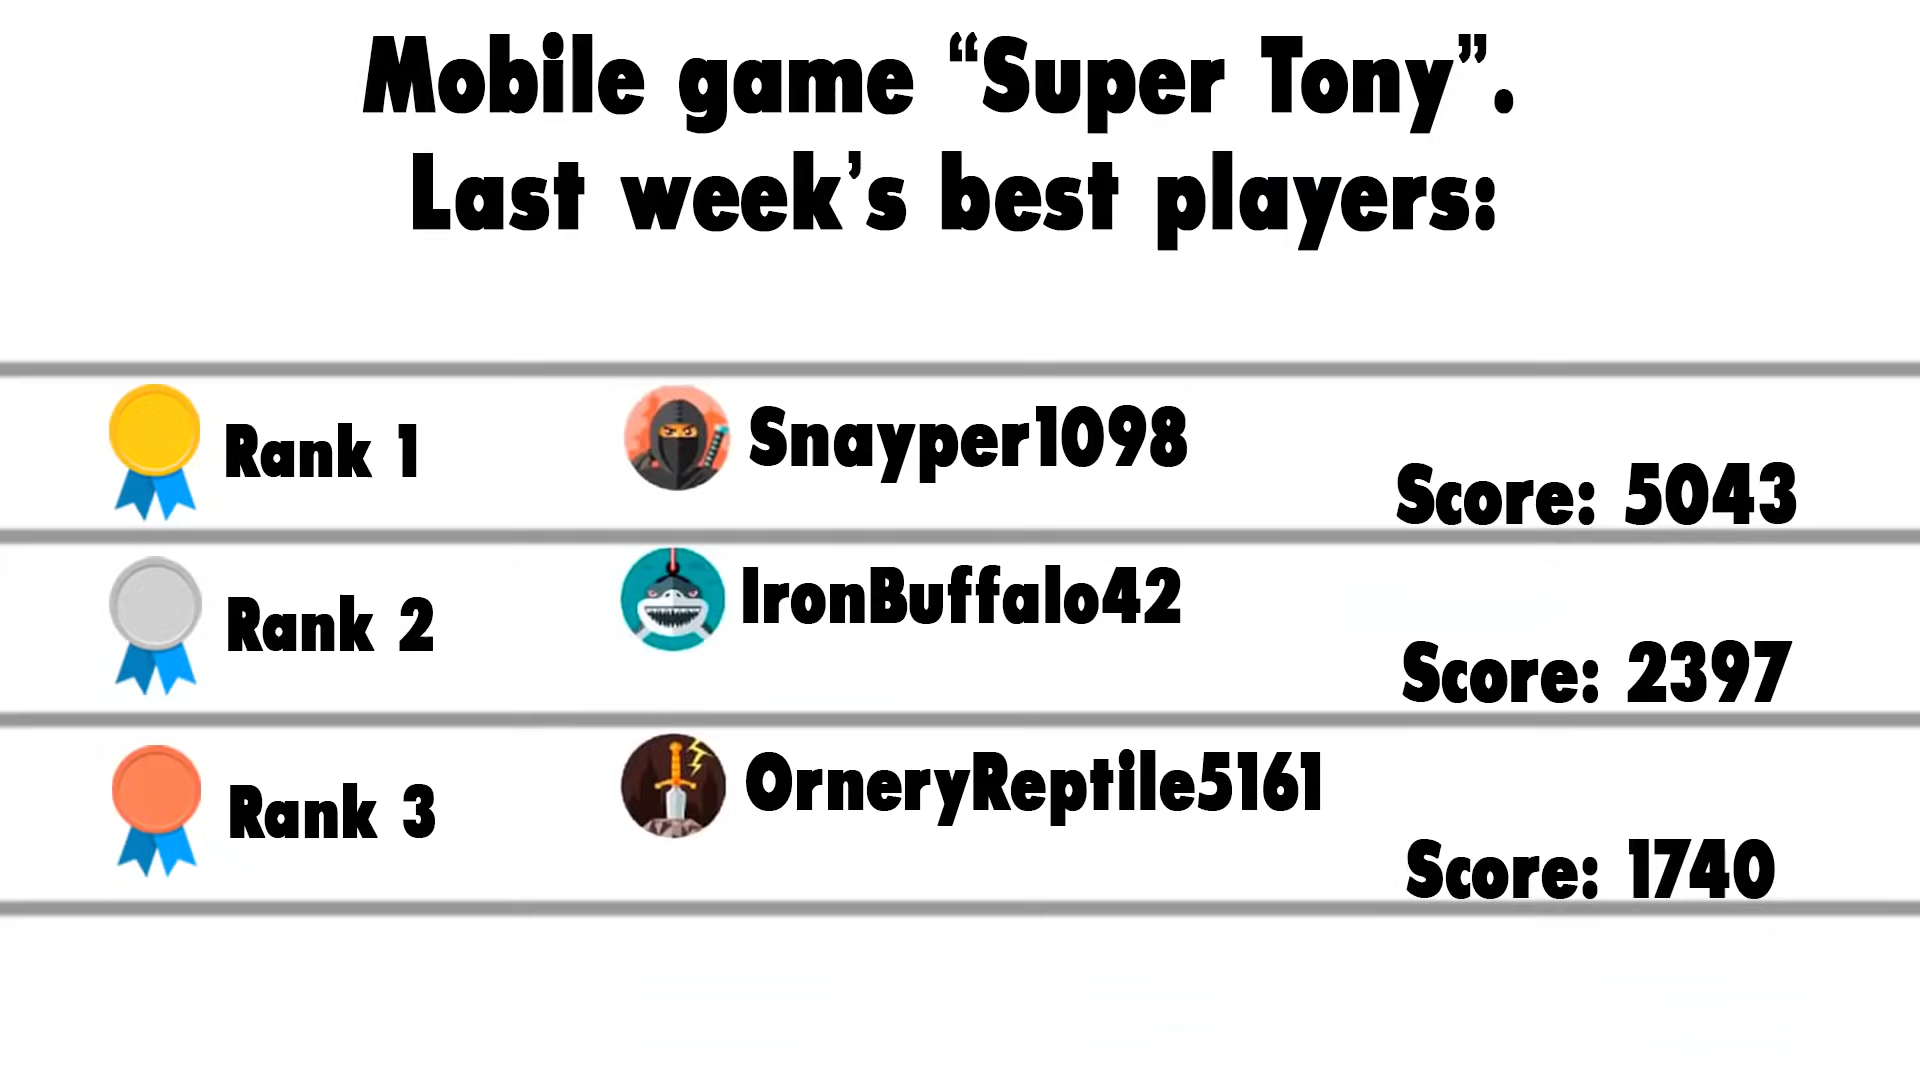 Mobile game “Super Tony”.
Last week’s best players:
Rank 1 Snayper1098
Score: 5043
Rank 2 IronBuffalo42
Score: 2397
Rank 3 OrneryReptile5161
Score: 1740